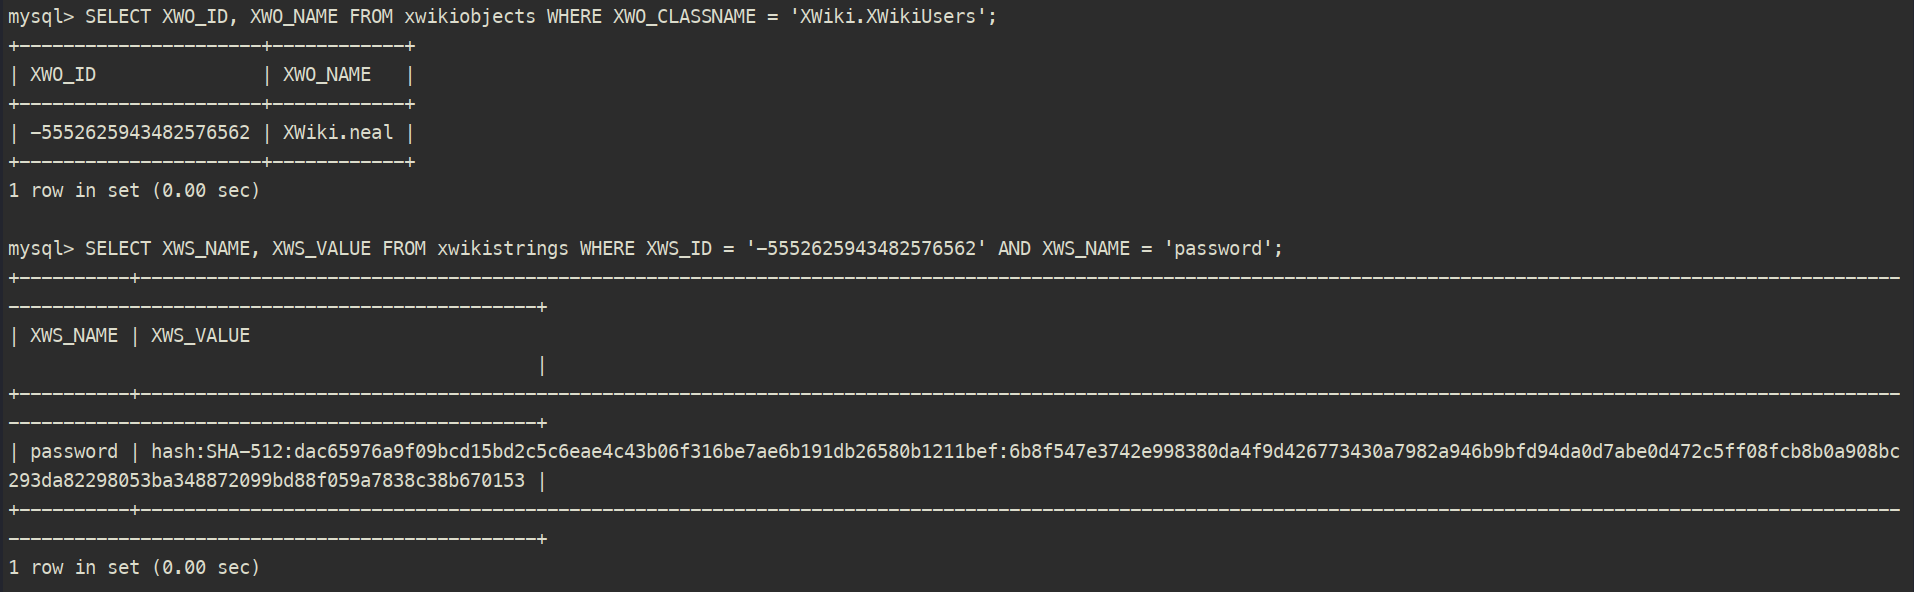 mysql> SELECT XWO_ID, XWO_NAME FROM xwikiobjects WHERE XWO_CLASSNAME = 'XWiki.XWikiUsers';
+----------------------+------------+
| XWO_ID               | XWO_NAME   |
+----------------------+------------+
| -5552625943482576562 | XWiki.neal |
+----------------------+------------+
1 row in set (0.00 sec)

mysql> SELECT XWS_NAME, XWS_VALUE FROM xwikistrings WHERE XWS_ID = '-5552625943482576562' AND XWS_NAME = 'password';
+----------+----------------------------------------------------------------------------------------------------------------------------------------------------------------
------------------------------------------------+
| XWS_NAME | XWS_VALUE
                                                |
+----------+----------------------------------------------------------------------------------------------------------------------------------------------------------------
------------------------------------------------+
| password | hash:SHA-512:dac65976a9f09bcd15bd2c5c6eae4c43b06f316be7ae6b191db26580b1211bef:6b8f547e3742e998380da4f9d426773430a7982a946b9bfd94da0d7abe0d472c5ff08fcb8b0a908bc
293da82298053ba348872099bd88f059a7838c38b670153 |
+----------+----------------------------------------------------------------------------------------------------------------------------------------------------------------
------------------------------------------------+
1 row in set (0.00 sec)